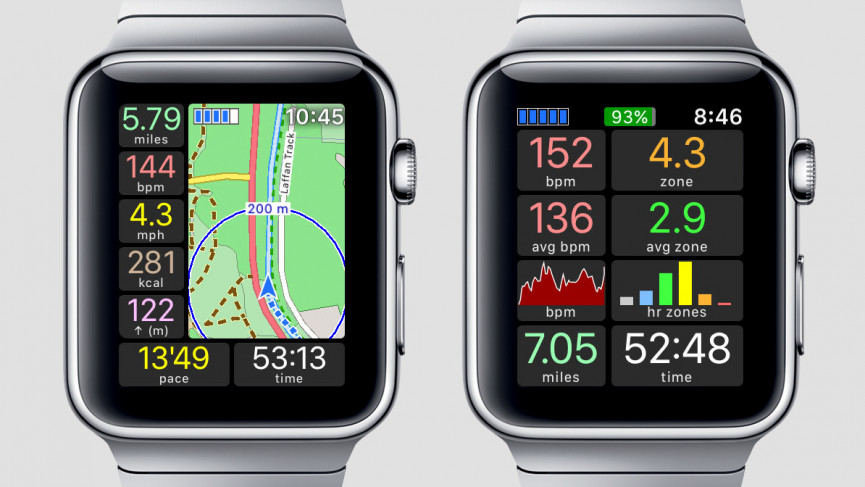 5.79
miles
144
bpm
4.3
mph
281
kcal
122
↑ (m)
10:45
Laffan Track
200 m
13'49
pace
53:13
time
93%
8:46
152
bpm
4.3
zone
136
avg bpm
2.9
avg zone
bpm
hr zones
7.05
miles
52:48
time